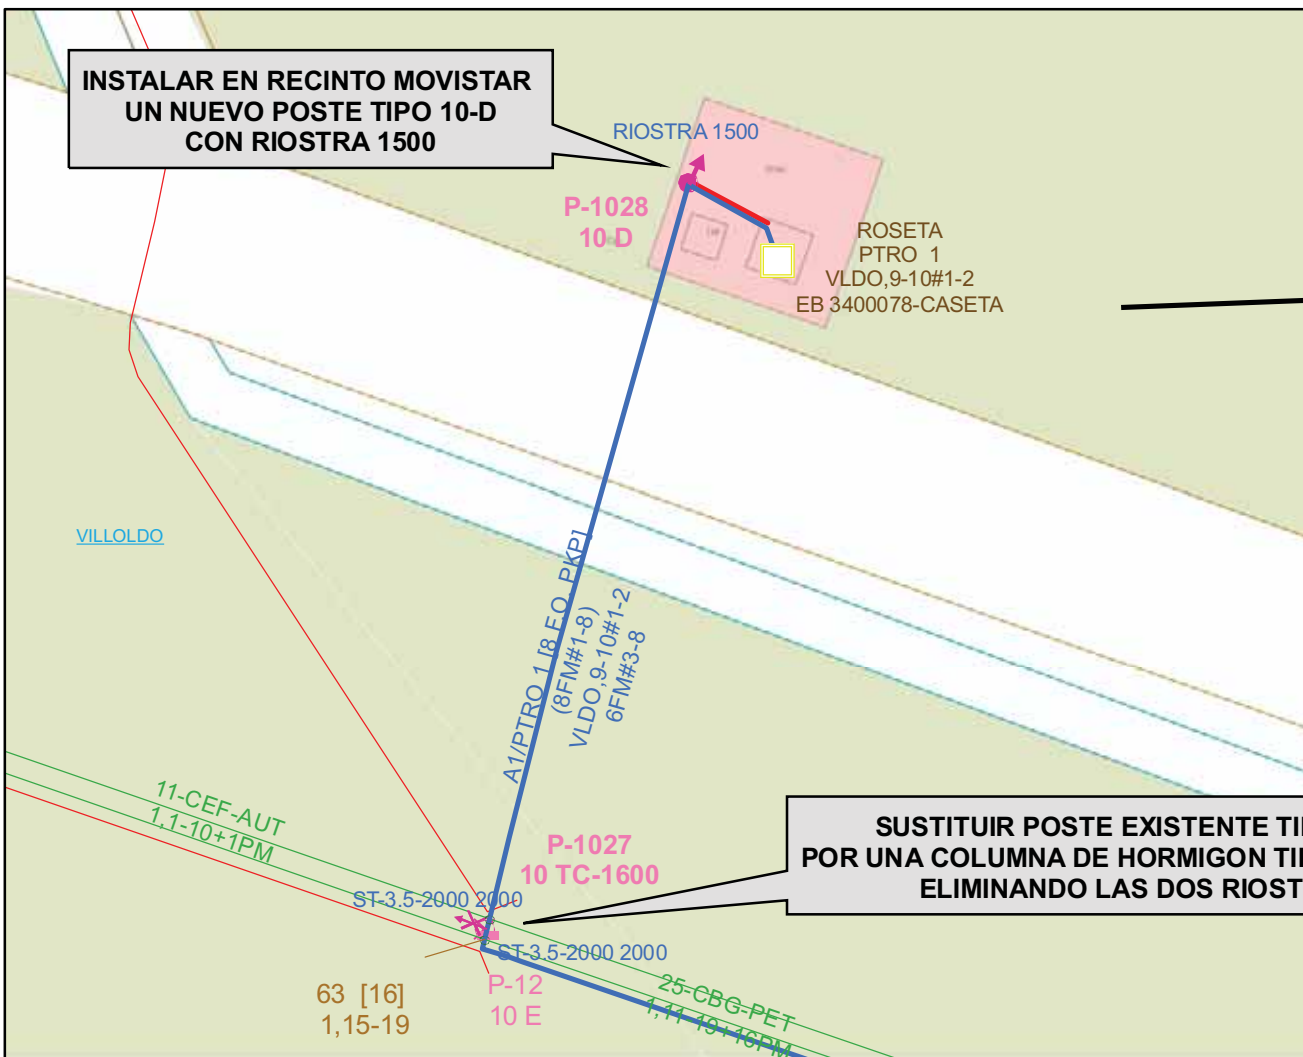 INSTALAR EN RECINTO MOVISTAR
UN NUEVO POSTE TIPO 10-D
CON RIOSTRA 1500
RIOSTRA 1500
P-1028
10 D
ROSETA
PTRO 1
VLDO,9-10#1-2
EB 3400078-CASETA
VILLOLDO
A1/PTRO 1 [8 F.O. PKP]
(8FM#1-8)
VLDO,9-10#1-2
6FM#3-8
11-CEF-AUT
1,1-10+1PM
P-1027
10 TC-1600
SUSTITUIR POSTE EXISTENTE
POR UNA COLUMNA DE HORMIGON
ELIMINANDO LAS DOS
ST-3.5-2000 2000
ST-3.5-2000 2000
P-12
10 E
63 [16]
1,15-19
25-CBG-PET